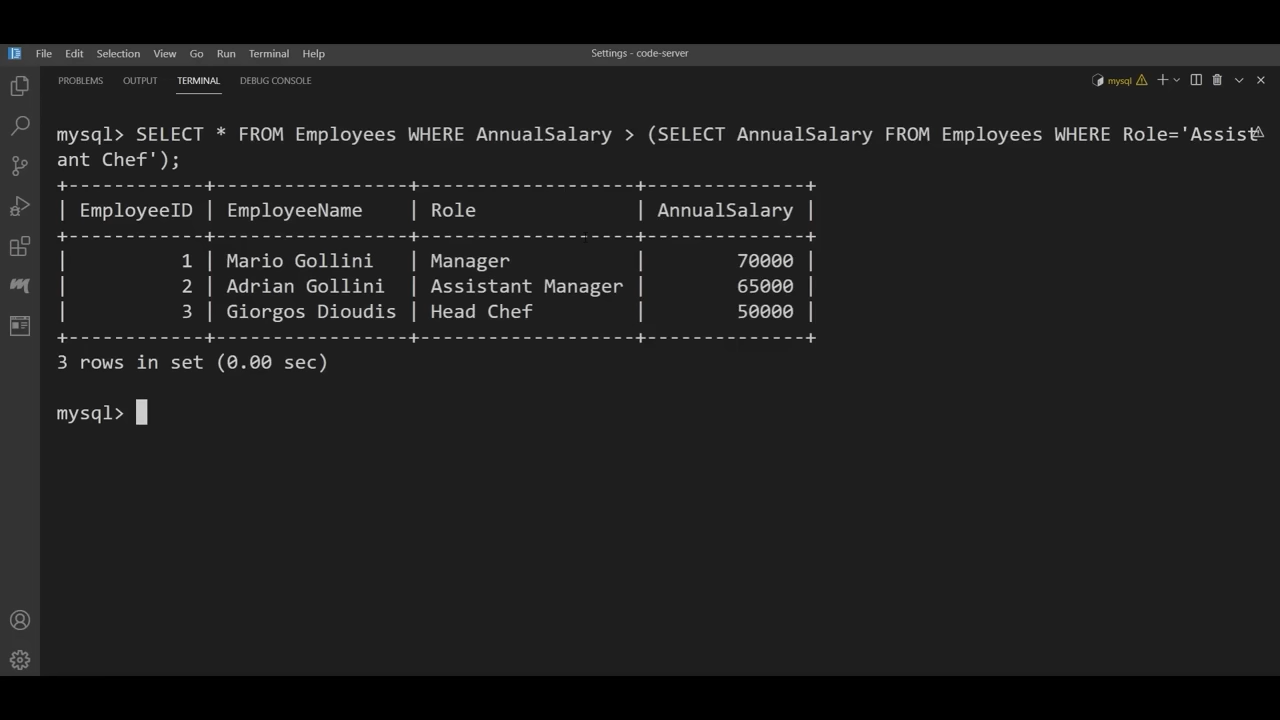 File Edit Selection View Go Run Terminal Help Settings - code-server
PROBLEMS OUTPUT TERMINAL DEBUG CONSOLE mysql
mysql> SELECT * FROM Employees WHERE AnnualSalary > (SELECT AnnualSalary FROM Employees WHERE Role='Assist
ant Chef');
+------------+-----------------+-------------------+--------------+
| EmployeeID | EmployeeName    | Role              | AnnualSalary |
+------------+-----------------+-------------------+--------------+
|          1 | Mario Gollini   | Manager           |        70000 |
|          2 | Adrian Gollini  | Assistant Manager |        65000 |
|          3 | Giorgos Dioudis | Head Chef         |        50000 |
+------------+-----------------+-------------------+--------------+
3 rows in set (0.00 sec)
mysql>